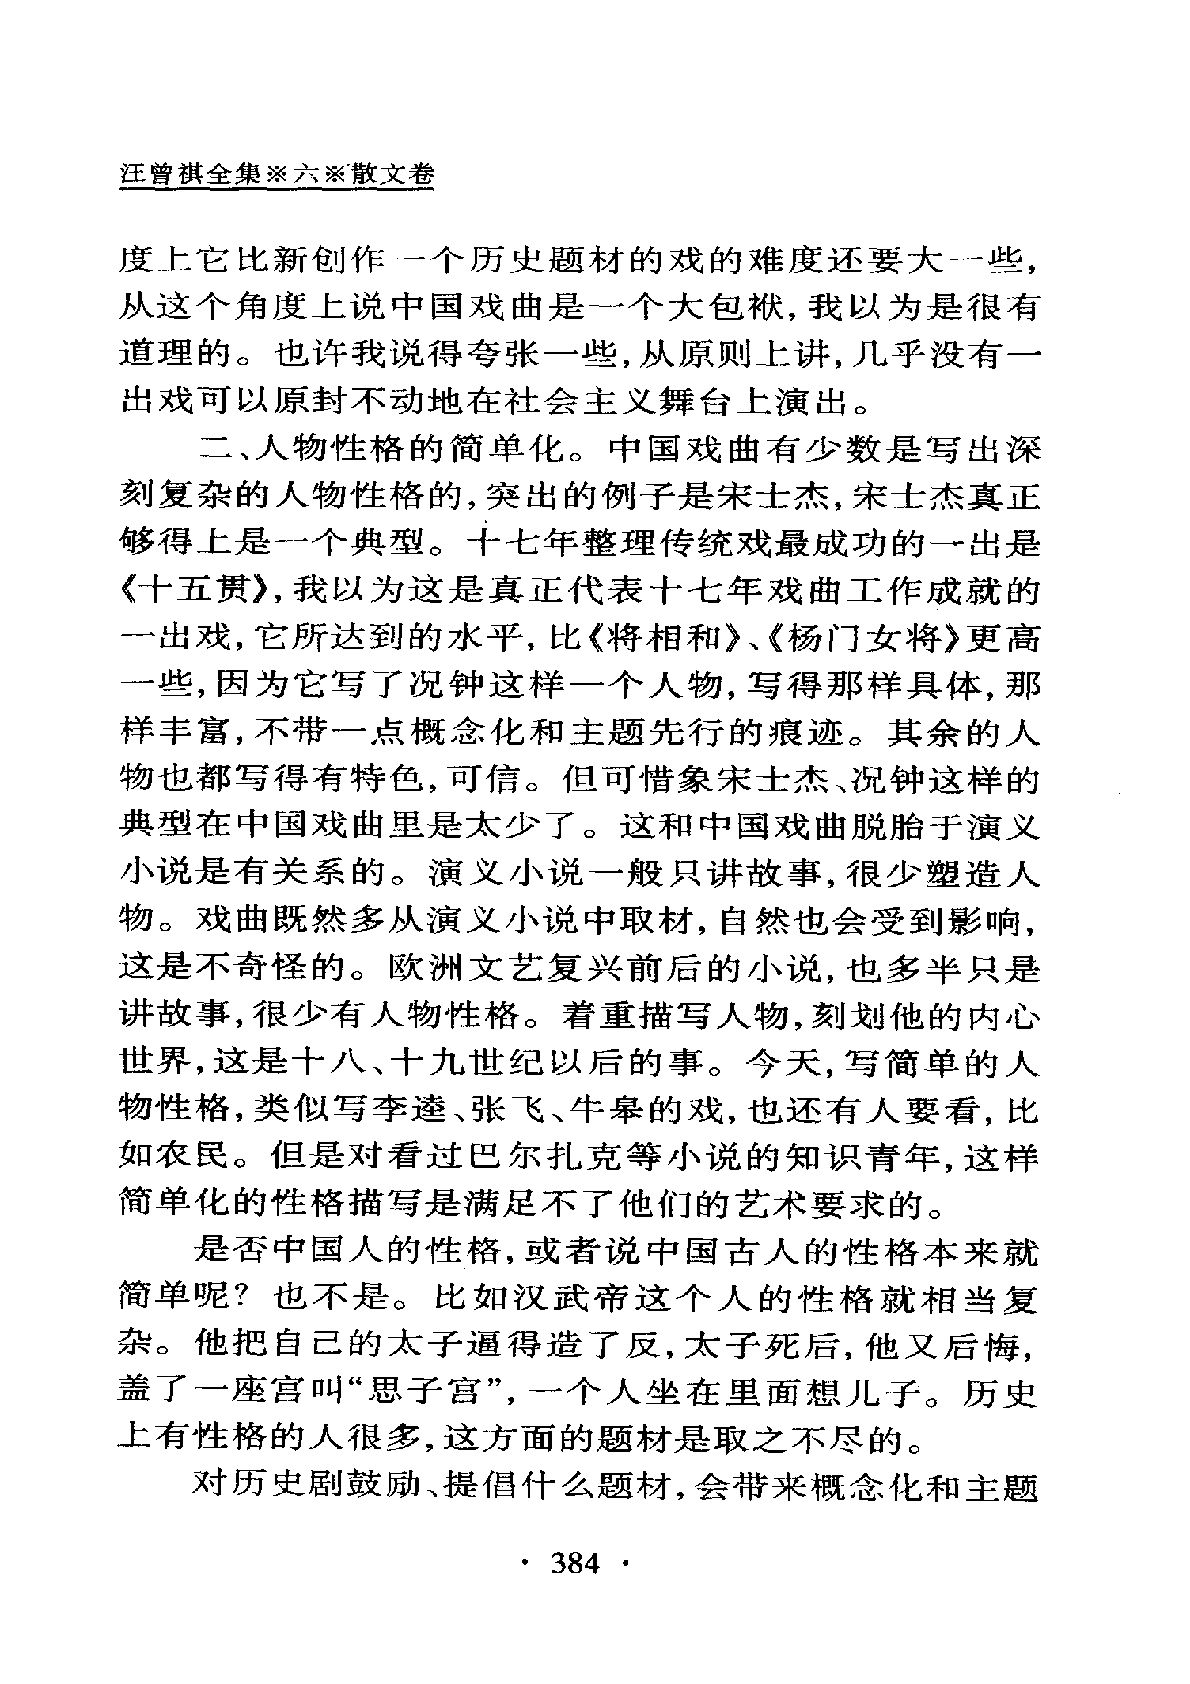 汪曾祺全集※六※散文卷
度上它比新创作一个历史题材的戏的难度还要大一些,
从这个角度上说中国戏曲是一个大包袱,我以为是很有
道理的。也许我说得夸张一些,从原则上讲,几乎没有一
出戏可以原封不动地在社会主义舞台上演出。
二、人物性格的简单化。中国戏曲有少数是写出深
刻复杂的人物性格的,突出的例子是宋士杰,宋士杰真正
够得上是一个典型。十七年整理传统戏最成功的一出是
《十五贯》,我以为这是真正代表十七年戏曲工作成就的
一出戏,它所达到的水平,比《将相和》、《杨门女将》更高
一些,因为它写了况钟这样一个人物,写得那样具体,那
样丰富,不带一点概念化和主题先行的痕迹。其余的人
物也都写得有特色,可信。但可惜象宋士杰、况钟这样的
典型在中国戏曲里是太少了。这和中国戏曲脱胎于演义
小说是有关系的。演义小说一般只讲故事,很少塑造人
物。戏曲既然多从演义小说中取材,自然也会受到影响,
这是不奇怪的。欧洲文艺复兴前后的小说,也多半只是
讲故事,很少有人物性格。着重描写人物,刻划他的内心
世界,这是十八、十九世纪以后的事。今天,写简单的人
物性格,类似写李逵、张飞、牛皋的戏,也还有人要看,比
如农民。但是对看过巴尔扎克等小说的知识青年,这样
简单化的性格描写是满足不了他们的艺术要求的。
是否中国人的性格,或者说中国古人的性格本来就
简单呢?也不是。比如汉武帝这个人的性格就相当复
杂。他把自己的太子逼得造了反,太子死后,他又后悔,
盖了一座宫叫“思子宫”,一个人坐在里面想儿子。历史
上有性格的人很多,这方面的题材是取之不尽的。
对历史剧鼓励、提倡什么题材,会带来概念化和主题
· 384 ·